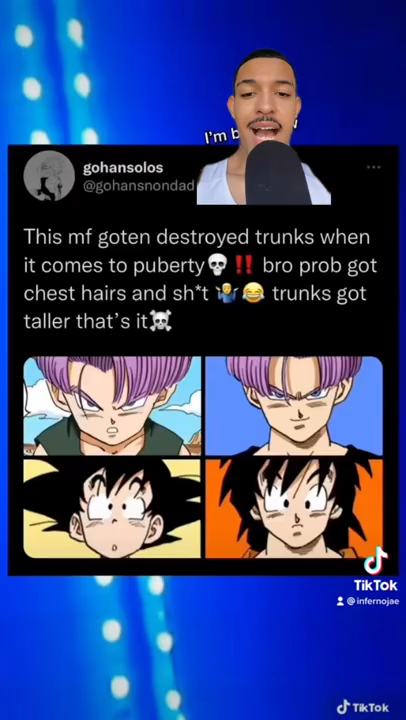 I'm b
gohansolos
@gohansnondad
This mf goten destroyed trunks when
it comes to puberty💀‼️ bro prob got
chest hairs and sh*t 🤷‍♂️😂 trunks got
taller that's it☠️
TikTok
@infernojae
TikTok